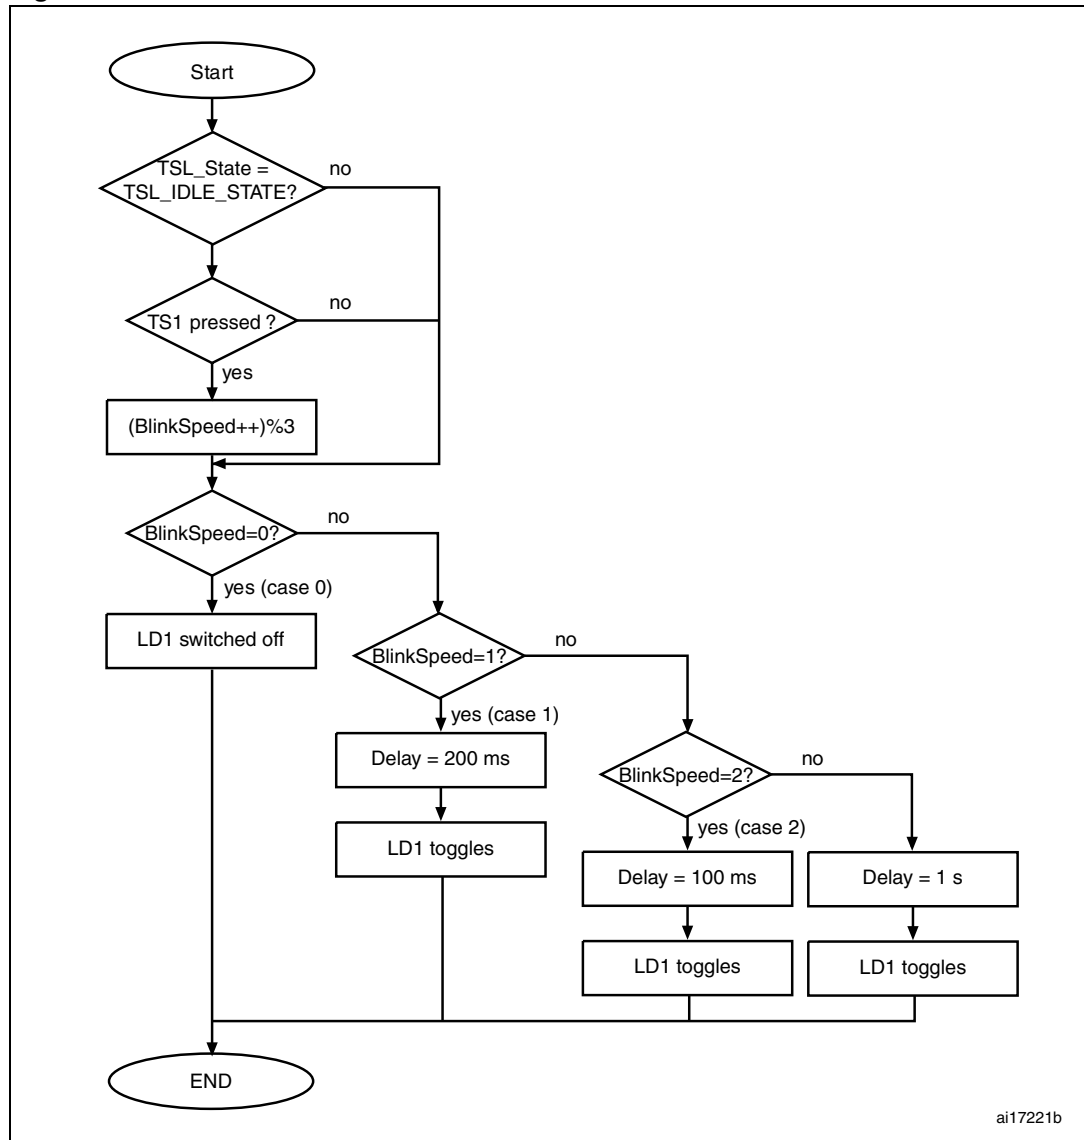 Start
TSL_State =
TSL_IDLE_STATE?
no
TS1 pressed ?
no
yes
(BlinkSpeed++)%3
BlinkSpeed=0?
no
yes (case 0)
LD1 switched off
BlinkSpeed=1?
no
yes (case 1)
Delay = 200 ms
LD1 toggles
BlinkSpeed=2?
no
yes (case 2)
Delay = 100 ms
LD1 toggles
Delay = 1 s
LD1 toggles
END
ai17221b